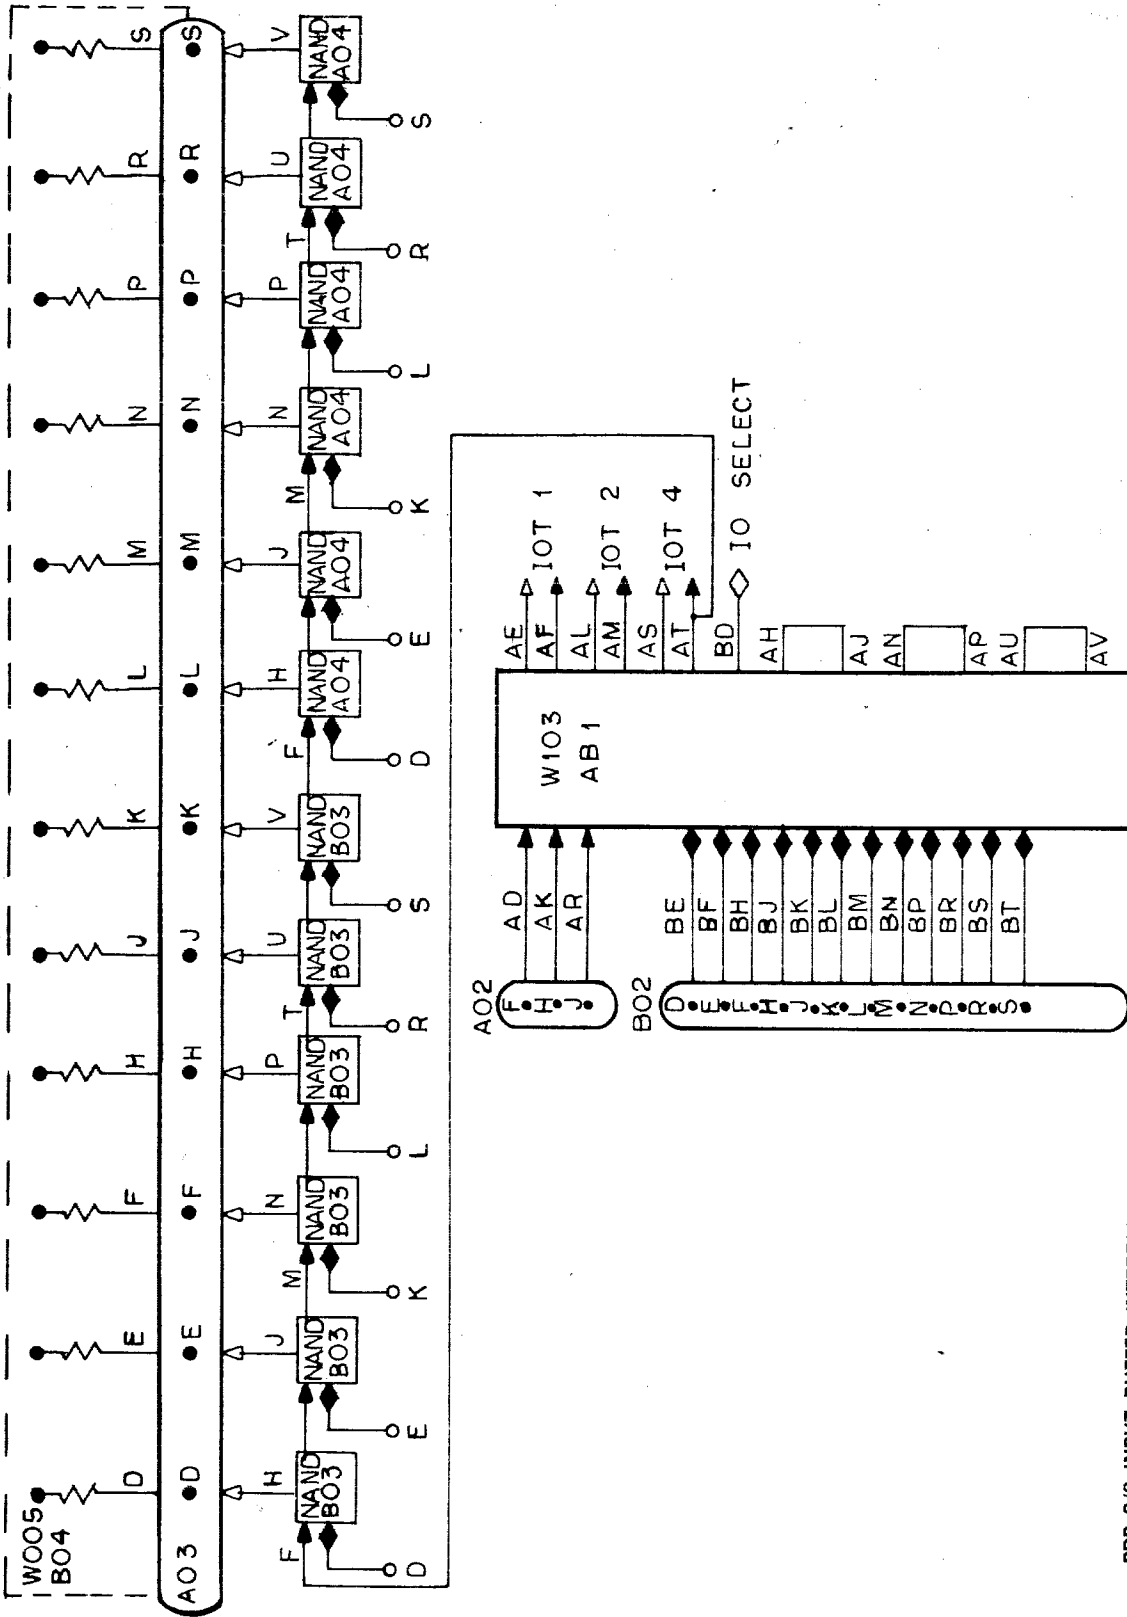 W005
B04
D E F H J K L M N P R S
A03
D E F H J K L M N P R S
H J N P U V H J N P U V
F M T F M T
NAND B03
NAND B03
NAND B03
NAND B03
NAND B03
NAND B03
NAND A04
NAND A04
NAND A04
NAND A04
NAND A04
NAND A04
D E K L R S D E K L R S
A02
F
H
J
AD
AK
AR
B02
D
E
F
H
J
K
L
M
N
P
R
S
BE
BF
BH
BJ
BK
BL
BM
BN
BP
BR
BS
BT
W103
AB1
AE
AF
IOT 1
AL
AM
IOT 2
AS
AT
IOT 4
BD
IO SELECT
AH
AJ
AN
AP
AU
AV